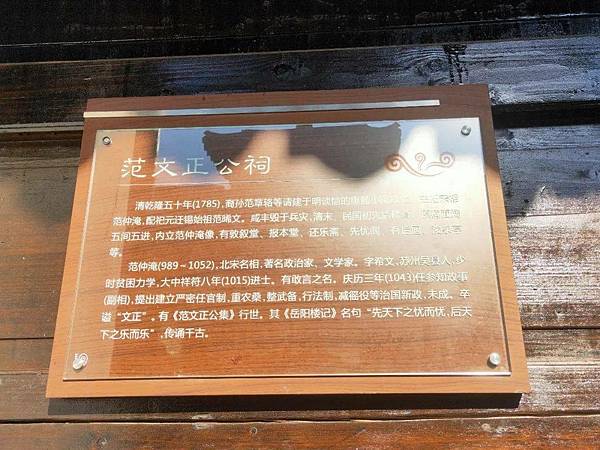 范文正公祠
清乾隆五十年(1785),裔孙范章辂等请建于明谈恺的
范仲淹,配祀元迁锡始祖范晞文。咸丰毁于兵灾,清末、民国初
五间五进,内立范仲淹像,有敦叙堂、报本堂、还乐斋、先忧阁、
等。
范仲淹(989~1052),北宋名相,著名政治家、文学家。字希文,苏州吴县人,少
时贫困力学,大中祥符八年(1015)进士。有敢言之名。庆历三年(1043)任参知政事
(副相),提出建立严密任官制,重农桑,整武备,行法制,减徭役等治国新政,未成。卒
谥“文正”。有《范文正公集》行世。其《岳阳楼记》名句“先天下之忧而忧,后天
下之乐而乐”,传诵千古。